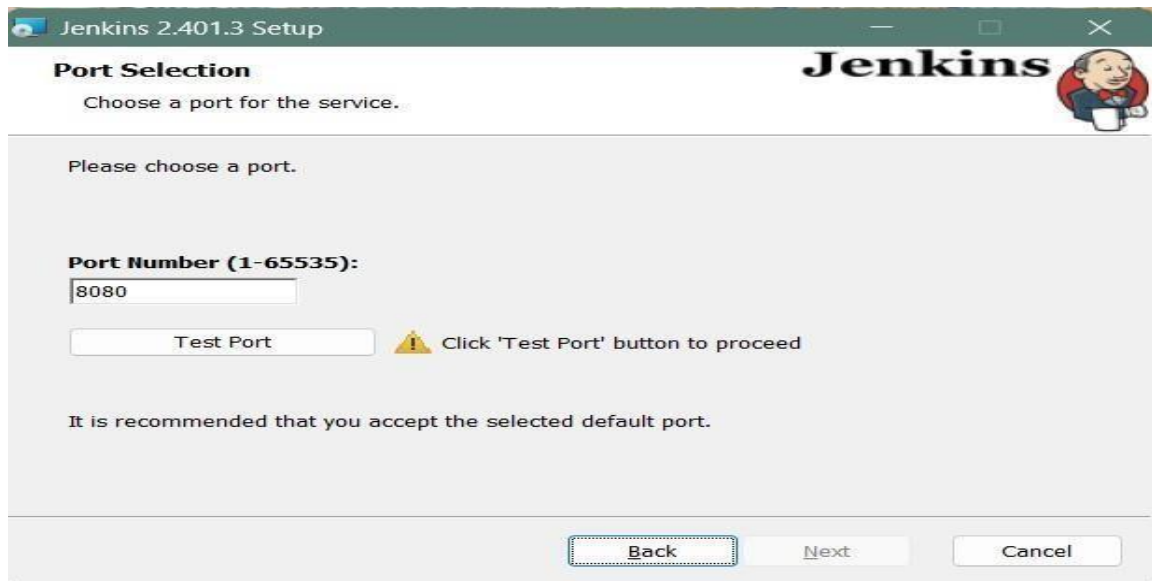 Jenkins 2.401.3 Setup
Port Selection
Jenkins
Choose a port for the service.
Please choose a port.
Port Number (1-65535):
8080
Test Port
Click 'Test Port' button to proceed
It is recommended that you accept the selected default port.
Back
Next
Cancel